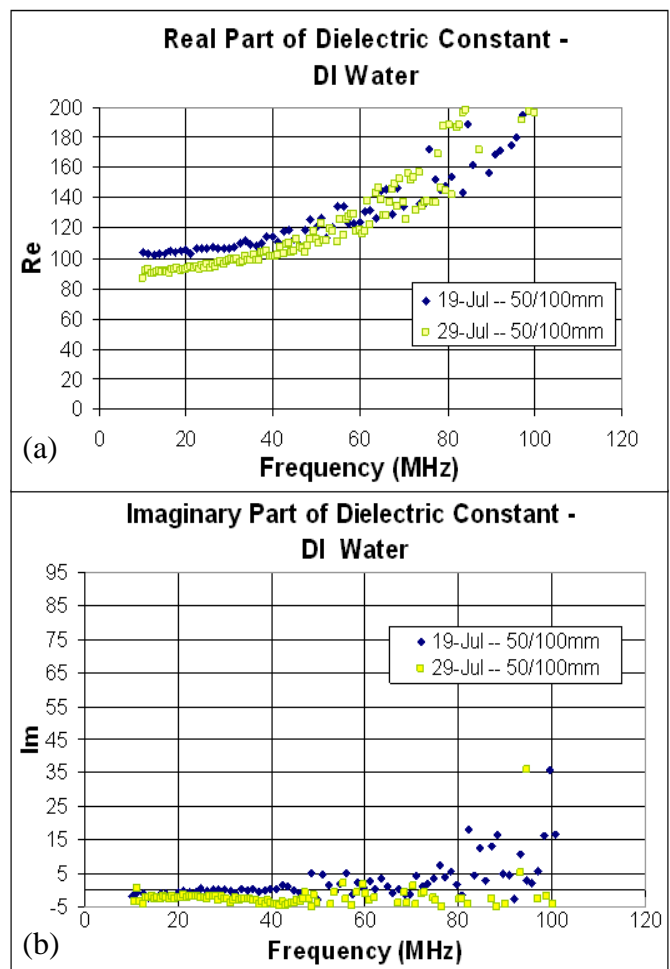 Real Part of Dielectric Constant -
DI Water
200
180
160
140
120
100
80
60
40
20
0
Re
19-Jul -- 50/100mm
29-Jul -- 50/100mm
0 20 40 60 80 100 120
(a)
Frequency (MHz)
Imaginary Part of Dielectric Constant -
DI Water
95
85
75
65
55
45
35
25
15
5
-5
Im
19-Jul -- 50/100mm
29-Jul -- 50/100mm
0 20 40 60 80 100 120
(b)
Frequency (MHz)